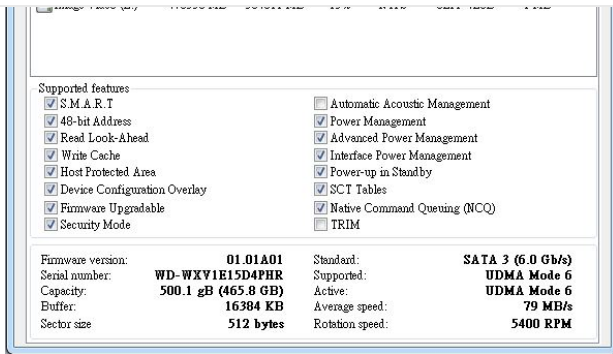 Supported features
S.M.A.R.T
48-bit Address
Read Look-Ahead
Write Cache
Host Protected Area
Device Configuration Overlay
Firmware Upgradable
Security Mode
Automatic Acoustic Management
Power Management
Advanced Power Management
Interface Power Management
Power-up in Standby
SCT Tables
Native Command Queuing (NCQ)
TRIM
Firmware version: 01.01A01
Serial number: WD-WXV1E15D4PHR
Capacity: 500.1 gB (465.8 GB)
Buffer: 16384 KB
Sector size 512 bytes
Standard: SATA 3 (6.0 Gb/s)
Supported: UDMA Mode 6
Active: UDMA Mode 6
Average speed: 79 MB/s
Rotation speed: 5400 RPM